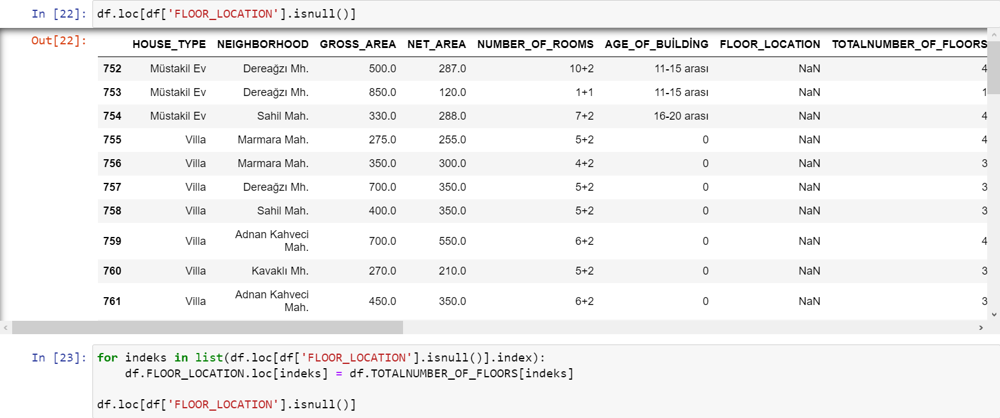 In [22]: df.loc[df['FLOOR_LOCATION'].isnull()]
Out[22]:
HOUSE_TYPE NEIGHBORHOOD GROSS_AREA NET_AREA NUMBER_OF_ROOMS AGE_OF_BUİLDİNG FLOOR_LOCATION TOTALNUMBER_OF_FLOORS
752 Müstakil Ev Dereağzı Mh. 500.0 287.0 10+2 11-15 arası NaN 4
753 Müstakil Ev Dereağzı Mh. 850.0 120.0 1+1 11-15 arası NaN 1
754 Müstakil Ev Sahil Mah. 330.0 288.0 7+2 16-20 arası NaN 4
755 Villa Marmara Mah. 275.0 255.0 5+2 0 NaN 4
756 Villa Marmara Mah. 350.0 300.0 4+2 0 NaN 3
757 Villa Dereağzı Mh. 700.0 350.0 5+2 0 NaN 3
758 Villa Sahil Mah. 400.0 350.0 5+2 0 NaN 3
759 Villa Adnan Kahveci Mah. 700.0 550.0 6+2 0 NaN 4
760 Villa Kavaklı Mh. 270.0 210.0 5+2 0 NaN 3
761 Villa Adnan Kahveci Mah. 450.0 350.0 6+2 0 NaN 3
In [23]: for indeks in list(df.loc[df['FLOOR_LOCATION'].isnull()].index):
    df.FLOOR_LOCATION.loc[indeks] = df.TOTALNUMBER_OF_FLOORS[indeks]
df.loc[df['FLOOR_LOCATION'].isnull()]